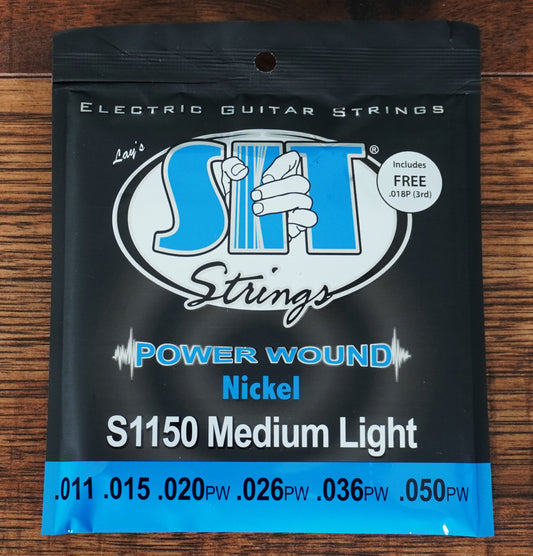 ELECTRIC GUITAR STRINGS
Lay's
SIT®
Includes
FREE
.018P (3rd)
Strings
POWER WOUND
Nickel
S1150 Medium Light
.011 .015 .020PW .026PW .036PW .050PW